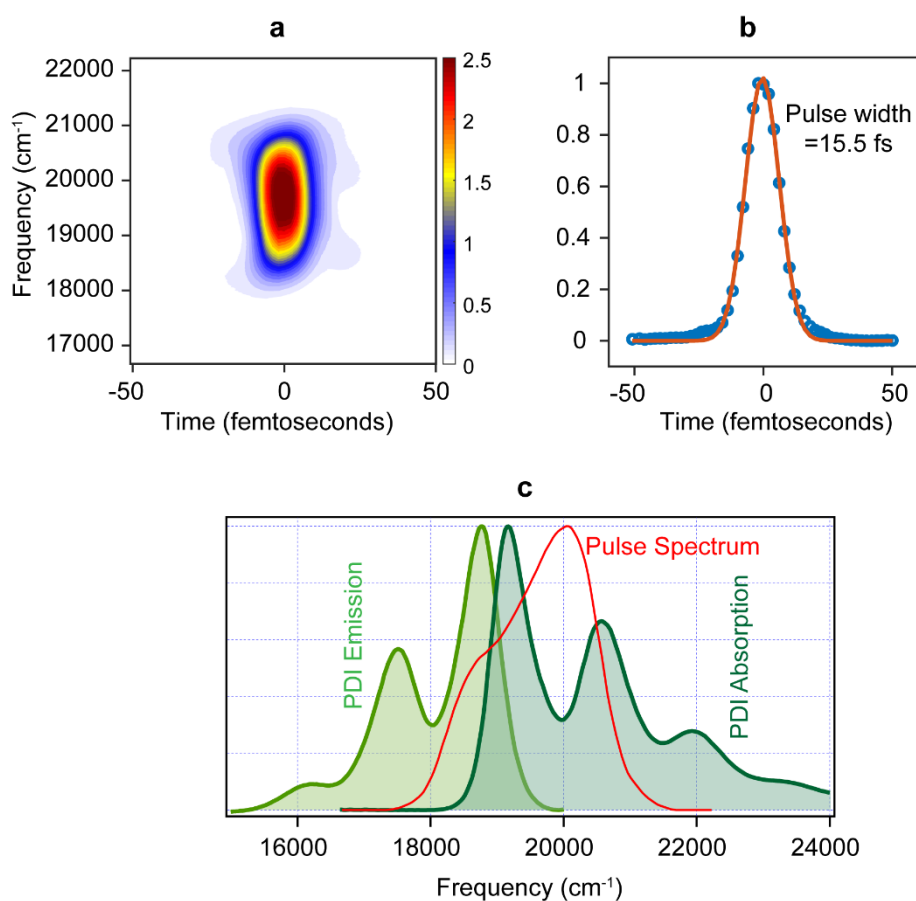 a
22000
21000
20000
19000
18000
17000
Frequency (cm⁻¹)
-50
0
50
Time (femtoseconds)
2.5
2
1.5
1
0.5
0
b
1
0.8
0.6
0.4
0.2
0
Pulse width
=15.5 fs
-50
0
50
Time (femtoseconds)
c
PDI Emission
Pulse Spectrum
PDI Absorption
16000
18000
20000
22000
24000
Frequency (cm⁻¹)